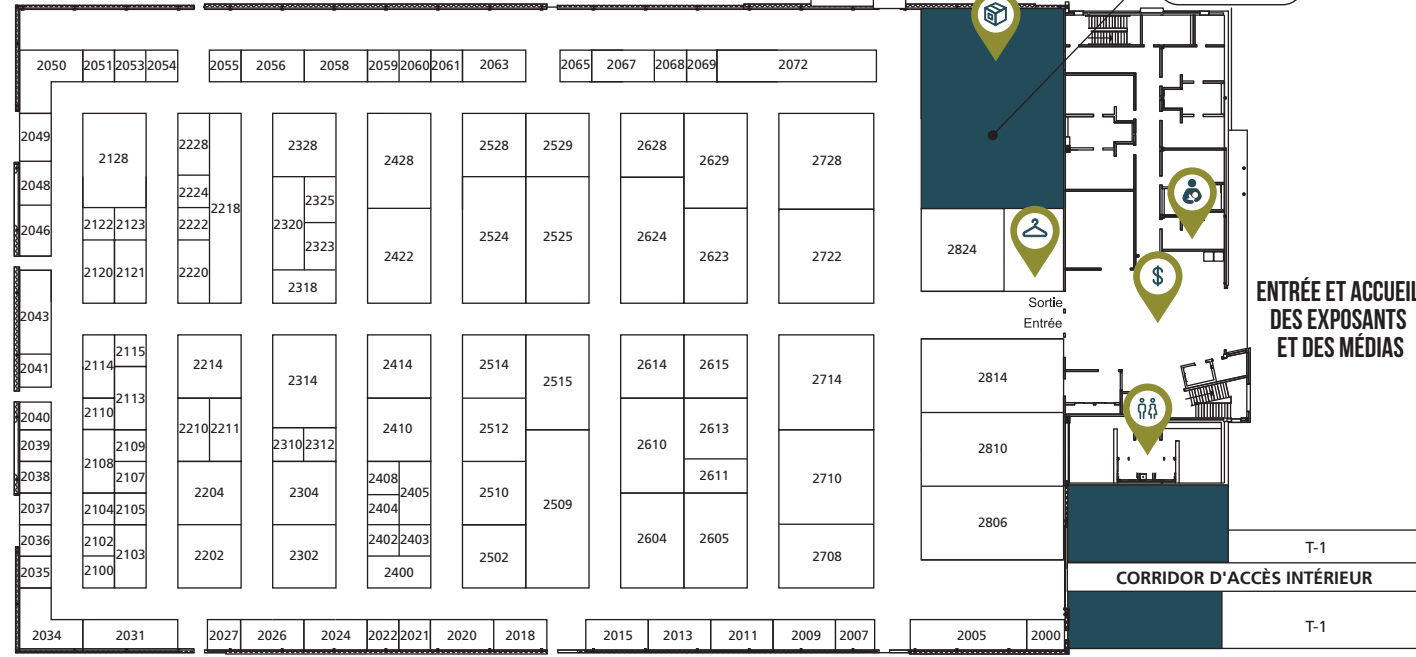 2050 2051 2053 2054 2055 2056 2058 2059 2060 2061 2063 2065 2067 2068 2069 2072
2049 2128 2228 2328 2428 2528 2529 2628 2629 2728
2048 2224 2218 2320 2325
2046 2122 2123 2222 2323 2422 2524 2525 2624 2623 2722 2824
2120 2121 2220 2318
$
Sortie
Entrée
ENTRÉE ET ACCUEIL
DES EXPOSANTS
ET DES MÉDIAS
2043
2041 2114 2115 2214 2314 2414 2514 2515 2614 2615 2714 2814
2113
2040 2110 2210 2211 2410 2512 2610 2613
2039 2108 2109 2310 2312 2810
2038 2107 2204 2304 2408 2405 2510 2509 2611 2710
2037 2104 2105 2404 2806
2036 2102 2103 2202 2302 2402 2403 2502 2604 2605 2708
2035 2100 2400
T-1
CORRIDOR D'ACCÈS INTÉRIEUR
T-1
2034 2031 2027 2026 2024 2022 2021 2020 2018 2015 2013 2011 2009 2007 2005 2000